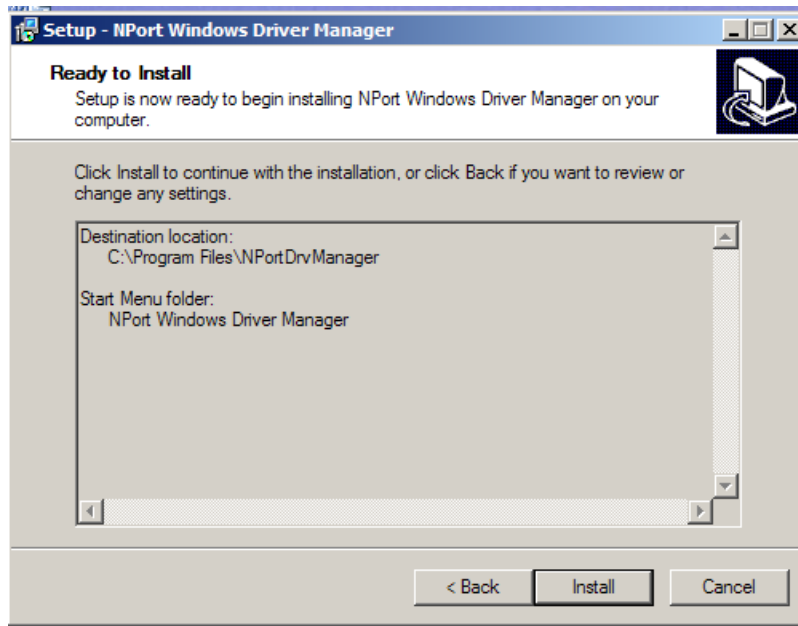 Setup - NPort Windows Driver Manager
Ready to Install
Setup is now ready to begin installing NPort Windows Driver Manager on your
computer.
Click Install to continue with the installation, or click Back if you want to review or
change any settings.
Destination location:
C:\Program Files\NPortDrvManager
Start Menu folder:
NPort Windows Driver Manager
< Back
Install
Cancel